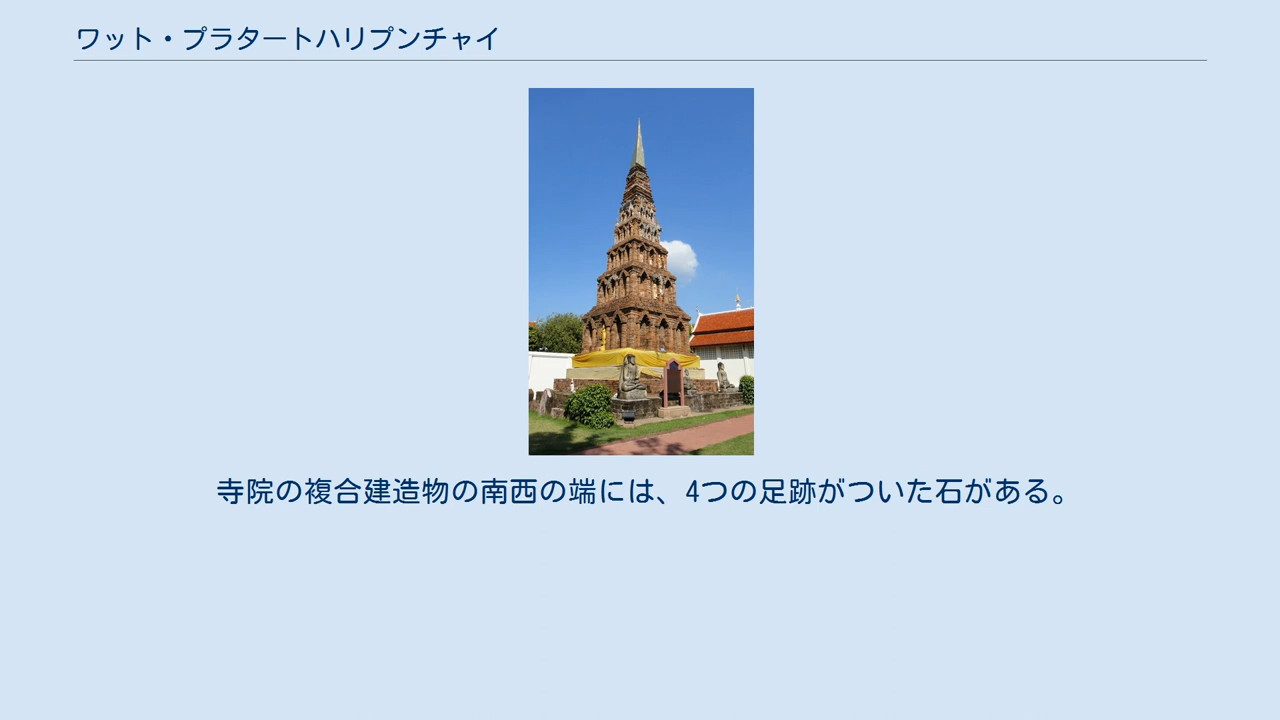 ワット・プラタートハリプンチャイ
寺院の複合建造物の南西の端には、4つの足跡がついた石がある。